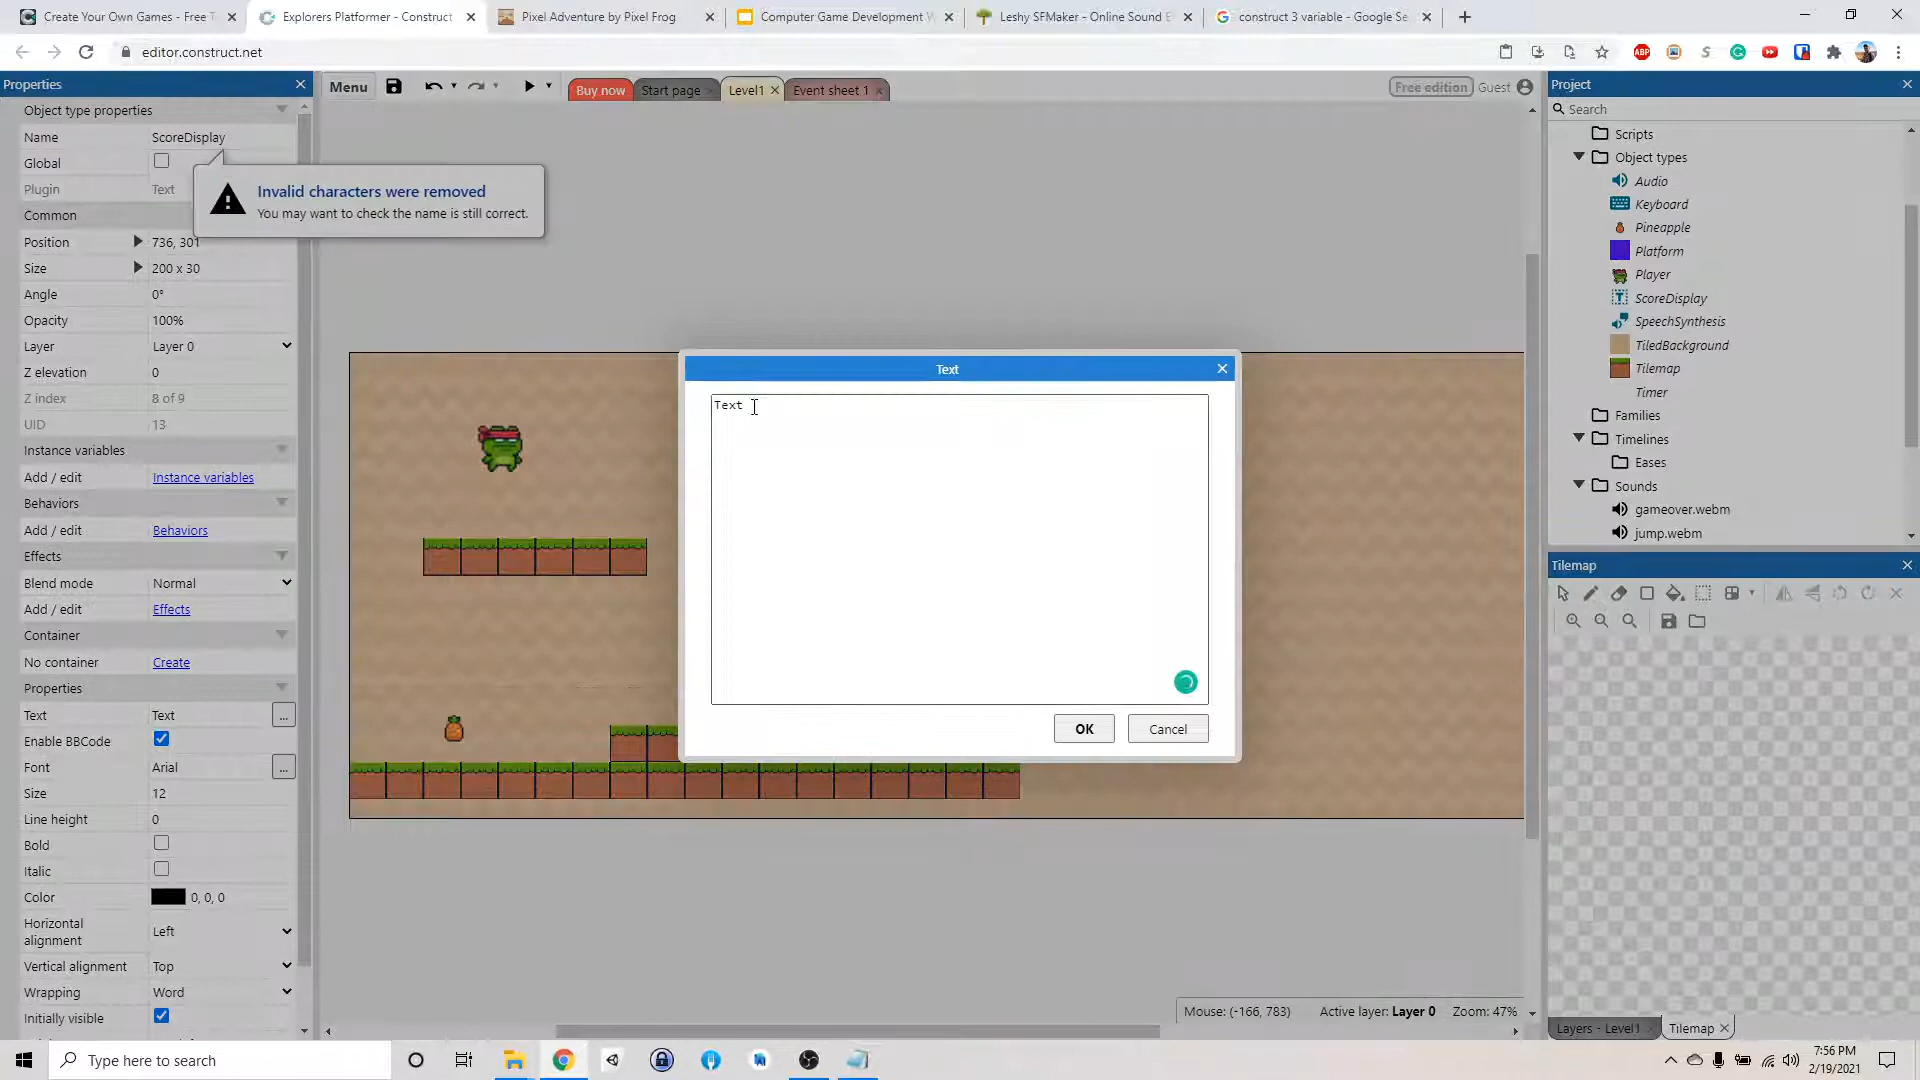 Create Your Own Games - Free T
Explorers Platformer - Construct
Pixel Adventure by Pixel Frog
Computer Game Development V
Leshy SFMaker - Online Sound E
construct 3 variable - Google Se
editor.construct.net
ABP
Properties
Menu
Buy now
Start page
Level1
Event sheet 1
Free edition
Guest
Project
Object type properties
Name
ScoreDisplay
Global
Plugin
Text
Invalid characters were removed
You may want to check the name is still correct.
Common
Position
736, 301
Size
200 x 30
Angle
0°
Opacity
100%
Layer
Layer 0
Z elevation
0
Z index
8 of 9
UID
13
Instance variables
Add / edit
Instance variables
Behaviors
Add / edit
Behaviors
Effects
Blend mode
Normal
Add / edit
Effects
Container
No container
Create
Properties
Text
Text
...
Enable BBCode
Font
Arial
...
Size
12
Line height
0
Bold
Italic
Color
0, 0, 0
Horizontal alignment
Left
Vertical alignment
Top
Wrapping
Word
Initially visible
Text
Text
OK
Cancel
Mouse: (-166, 783)
Active layer: Layer 0
Zoom: 47%
Search
Scripts
Object types
Audio
Keyboard
Pineapple
Platform
Player
ScoreDisplay
SpeechSynthesis
TiledBackground
Tilemap
Timer
Families
Timelines
Eases
Sounds
gameover.webm
jump.webm
Tilemap
Layers - Level1
Tilemap
Type here to search
7:56 PM
2/19/2021